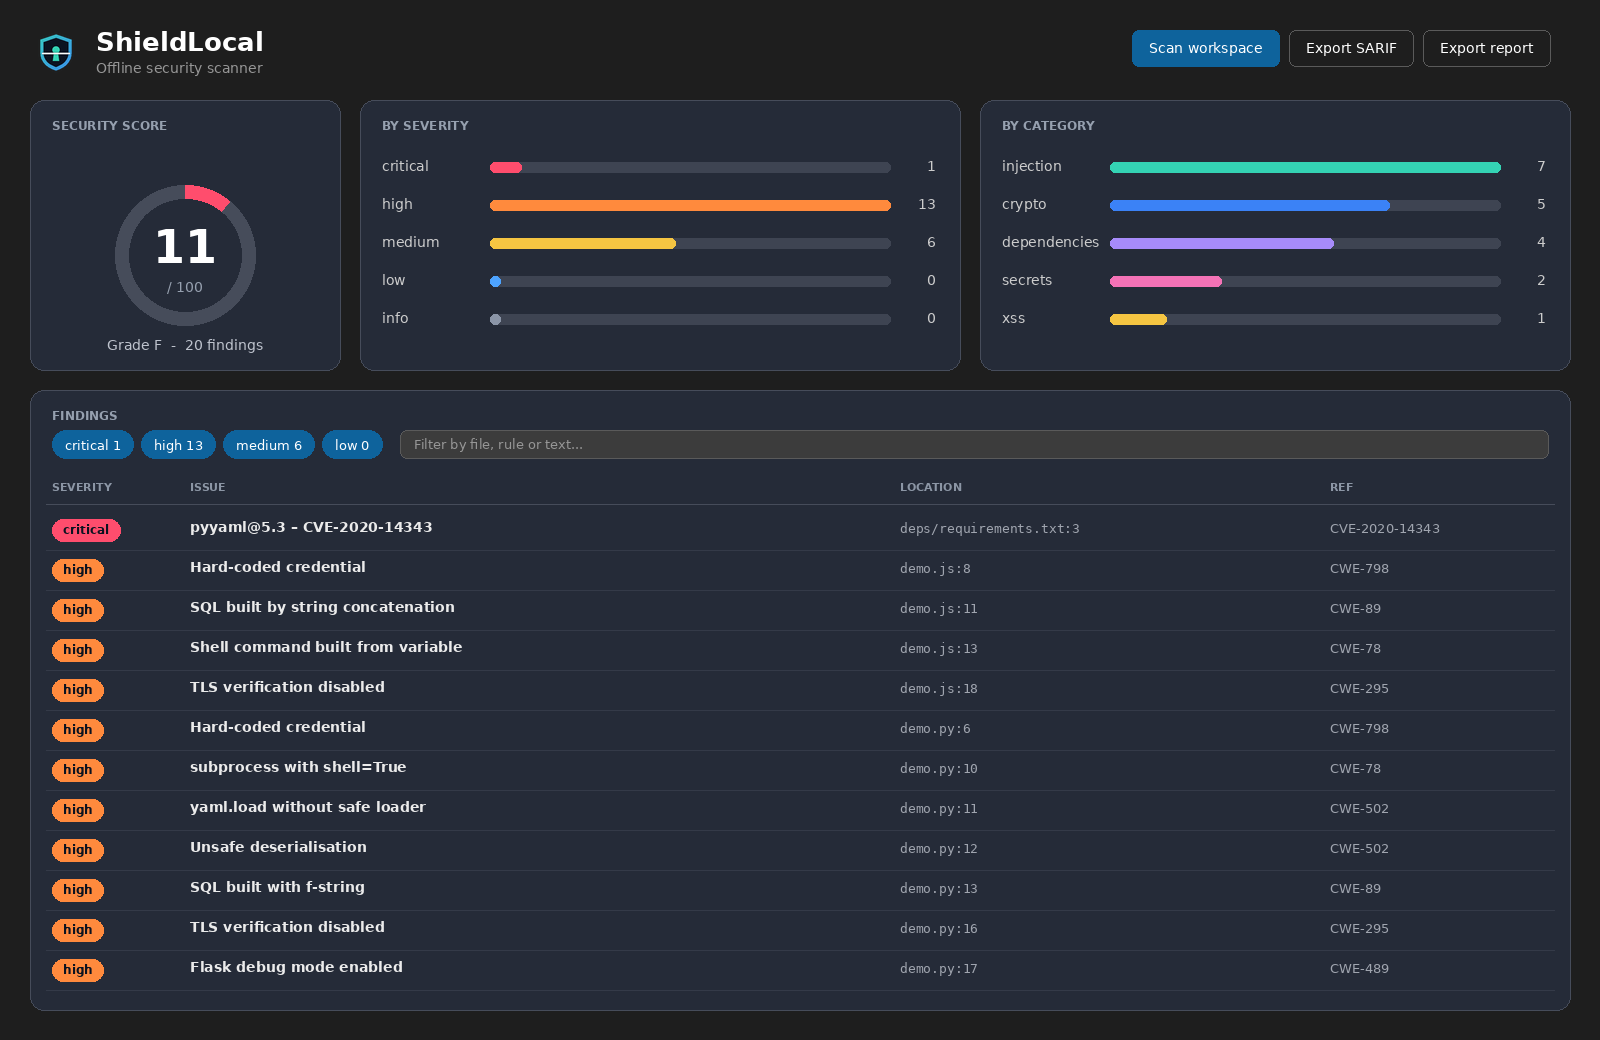 ShieldLocal
Offline security scanner
Scan workspace
Export SARIF
Export report
SECURITY SCORE
11
/ 100
Grade F - 20 findings
BY SEVERITY
critical 1
high 13
medium 6
low 0
info 0
BY CATEGORY
injection 7
crypto 5
dependencies 4
secrets 2
xss 1
FINDINGS
critical 1 high 13 medium 6 low 0 Filter by file, rule or text...
SEVERITY ISSUE LOCATION REF
critical pyyaml@5.3 – CVE-2020-14343 deps/requirements.txt:3 CVE-2020-14343
high Hard-coded credential demo.js:8 CWE-798
high SQL built by string concatenation demo.js:11 CWE-89
high Shell command built from variable demo.js:13 CWE-78
high TLS verification disabled demo.js:18 CWE-295
high Hard-coded credential demo.py:6 CWE-798
high subprocess with shell=True demo.py:10 CWE-78
high yaml.load without safe loader demo.py:11 CWE-502
high Unsafe deserialisation demo.py:12 CWE-502
high SQL built with f-string demo.py:13 CWE-89
high TLS verification disabled demo.py:16 CWE-295
high Flask debug mode enabled demo.py:17 CWE-489